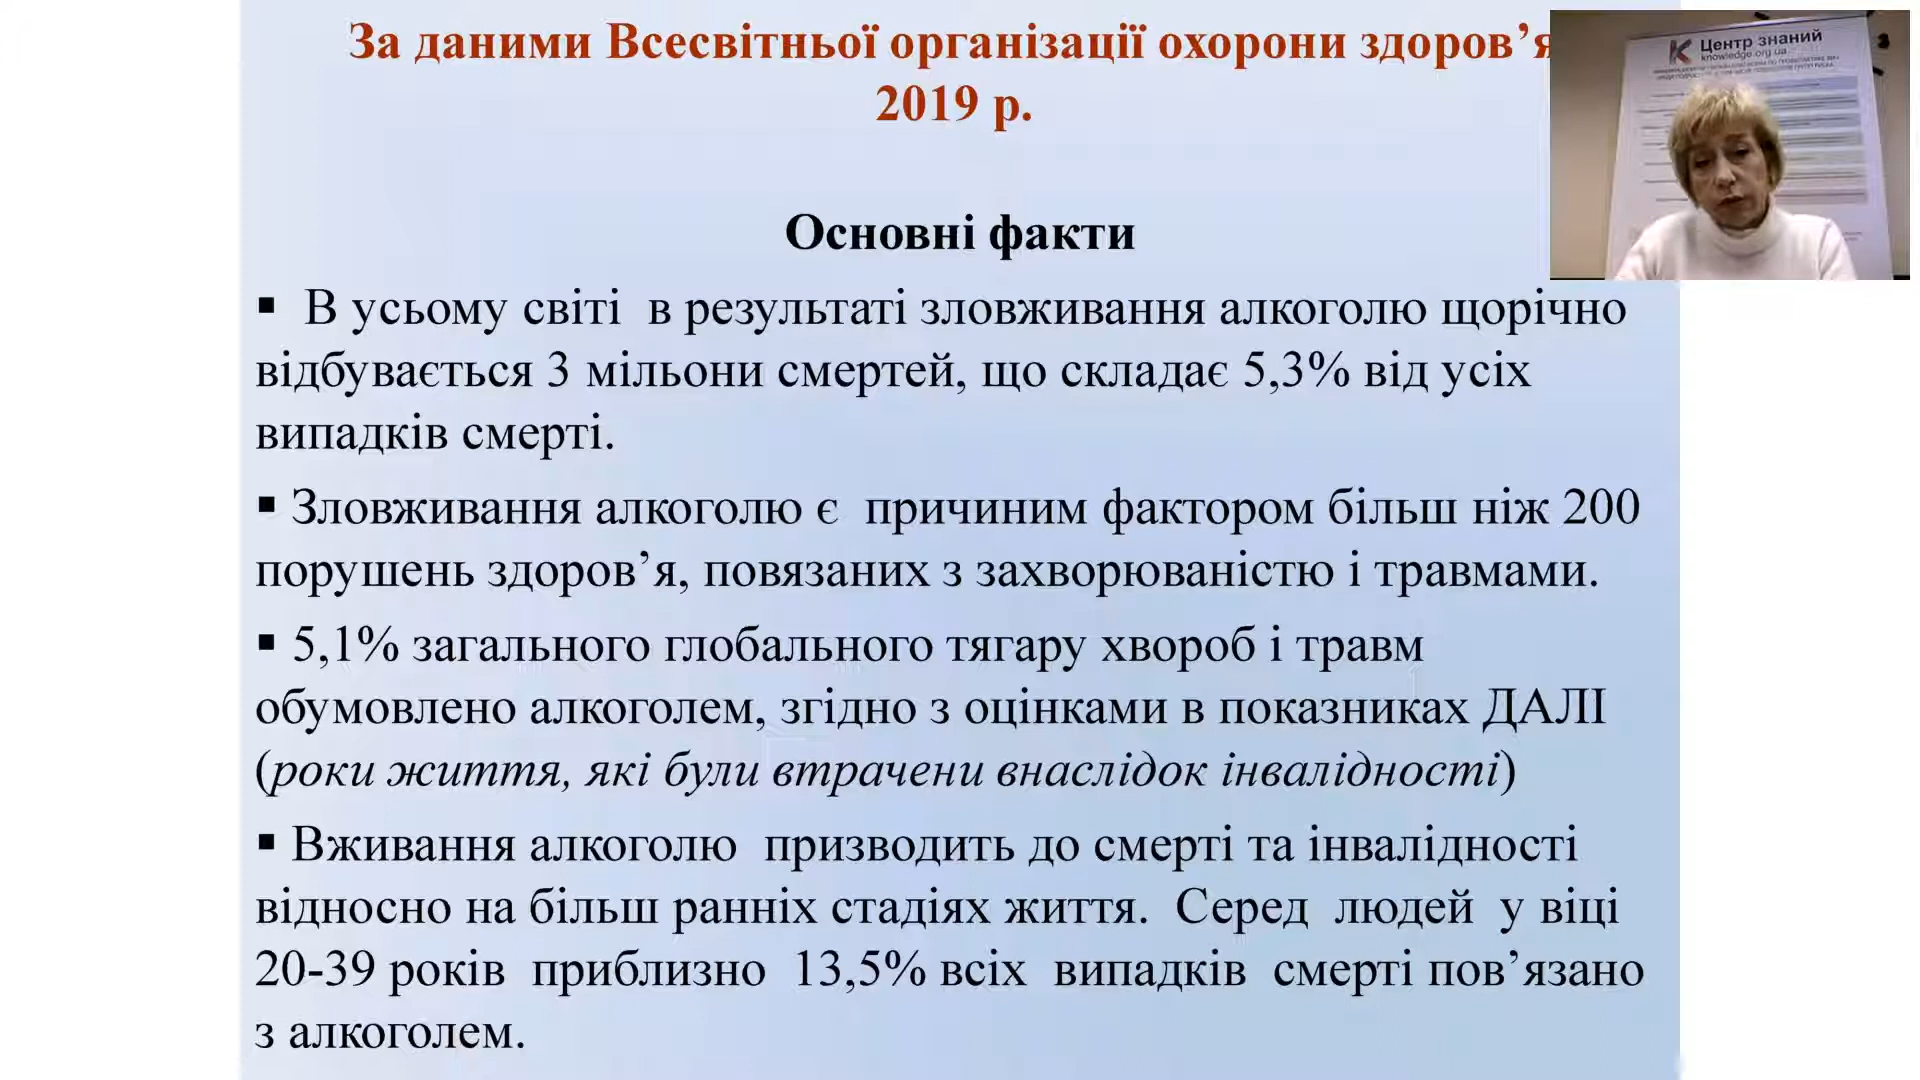 За даними Всесвітньої організації охорони здоров’я
2019 р.
Центр знаний
knowledge.org.ua
Основні факти
▪ В усьому світі в результаті зловживання алкоголю щорічно
відбувається 3 мільони смертей, що складає 5,3% від усіх
випадків смерті.
▪ Зловживання алкоголю є причиним фактором більш ніж 200
порушень здоров’я, повязаних з захворюваністю і травмами.
▪ 5,1% загального глобального тягару хвороб і травм
обумовлено алкоголем, згідно з оцінками в показниках ДАЛІ
(роки життя, які були втрачени внаслідок інвалідності)
▪ Вживання алкоголю призводить до смерті та інвалідності
відносно на більш ранніх стадіях життя. Серед людей у віці
20-39 років приблизно 13,5% всіх випадків смерті пов’язано
з алкоголем.